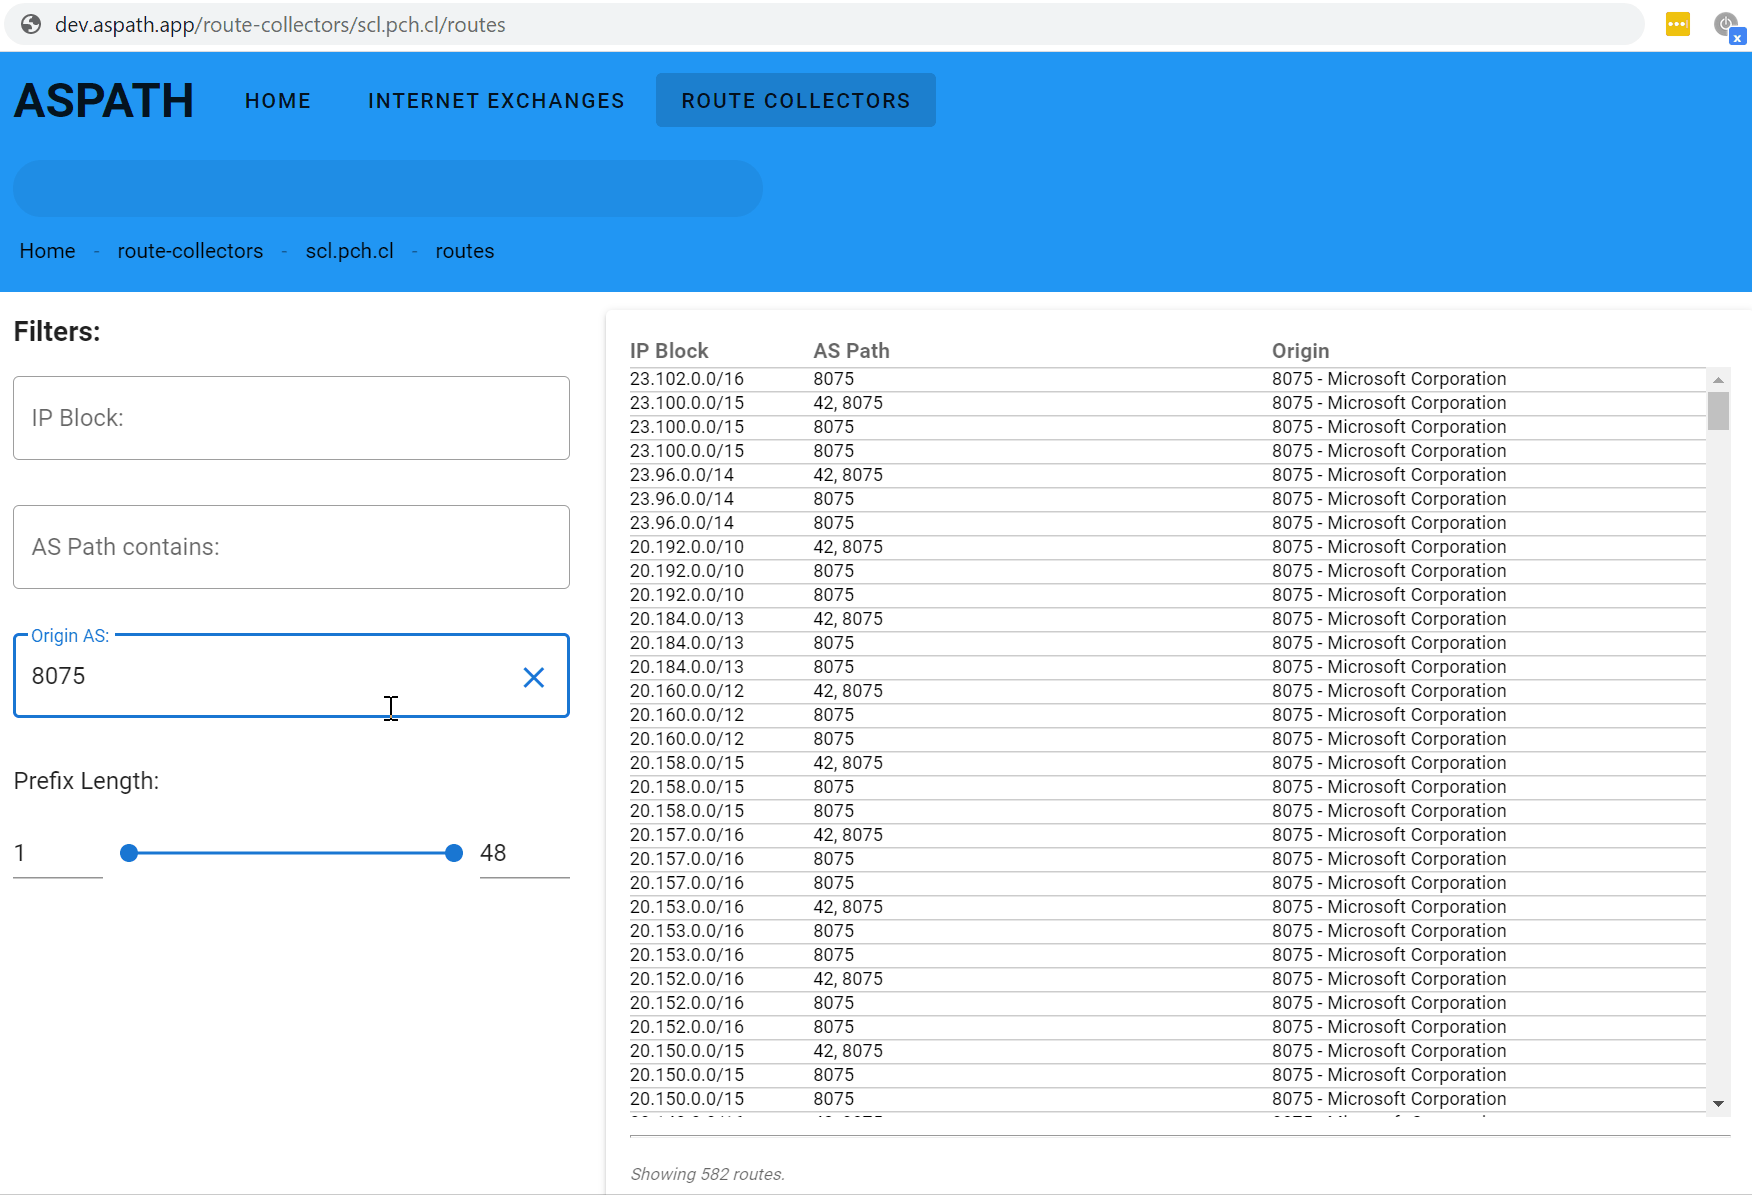 dev.aspath.app/route-collectors/scl.pch.cl/routes
ASPATH HOME INTERNET EXCHANGES ROUTE COLLECTORS
Home - route-collectors - scl.pch.cl - routes
Filters:
IP Block:
AS Path contains:
Origin AS:
8075
Prefix Length:
1 48
IP Block AS Path Origin
23.102.0.0/16 8075 8075 - Microsoft Corporation
23.100.0.0/15 42, 8075 8075 - Microsoft Corporation
23.100.0.0/15 8075 8075 - Microsoft Corporation
23.100.0.0/15 8075 8075 - Microsoft Corporation
23.96.0.0/14 42, 8075 8075 - Microsoft Corporation
23.96.0.0/14 8075 8075 - Microsoft Corporation
23.96.0.0/14 8075 8075 - Microsoft Corporation
20.192.0.0/10 42, 8075 8075 - Microsoft Corporation
20.192.0.0/10 8075 8075 - Microsoft Corporation
20.192.0.0/10 8075 8075 - Microsoft Corporation
20.184.0.0/13 42, 8075 8075 - Microsoft Corporation
20.184.0.0/13 8075 8075 - Microsoft Corporation
20.184.0.0/13 8075 8075 - Microsoft Corporation
20.160.0.0/12 42, 8075 8075 - Microsoft Corporation
20.160.0.0/12 8075 8075 - Microsoft Corporation
20.160.0.0/12 8075 8075 - Microsoft Corporation
20.158.0.0/15 42, 8075 8075 - Microsoft Corporation
20.158.0.0/15 8075 8075 - Microsoft Corporation
20.158.0.0/15 8075 8075 - Microsoft Corporation
20.157.0.0/16 42, 8075 8075 - Microsoft Corporation
20.157.0.0/16 8075 8075 - Microsoft Corporation
20.157.0.0/16 8075 8075 - Microsoft Corporation
20.153.0.0/16 42, 8075 8075 - Microsoft Corporation
20.153.0.0/16 8075 8075 - Microsoft Corporation
20.153.0.0/16 8075 8075 - Microsoft Corporation
20.152.0.0/16 42, 8075 8075 - Microsoft Corporation
20.152.0.0/16 8075 8075 - Microsoft Corporation
20.152.0.0/16 8075 8075 - Microsoft Corporation
20.150.0.0/15 42, 8075 8075 - Microsoft Corporation
20.150.0.0/15 8075 8075 - Microsoft Corporation
20.150.0.0/15 8075 8075 - Microsoft Corporation
Showing 582 routes.